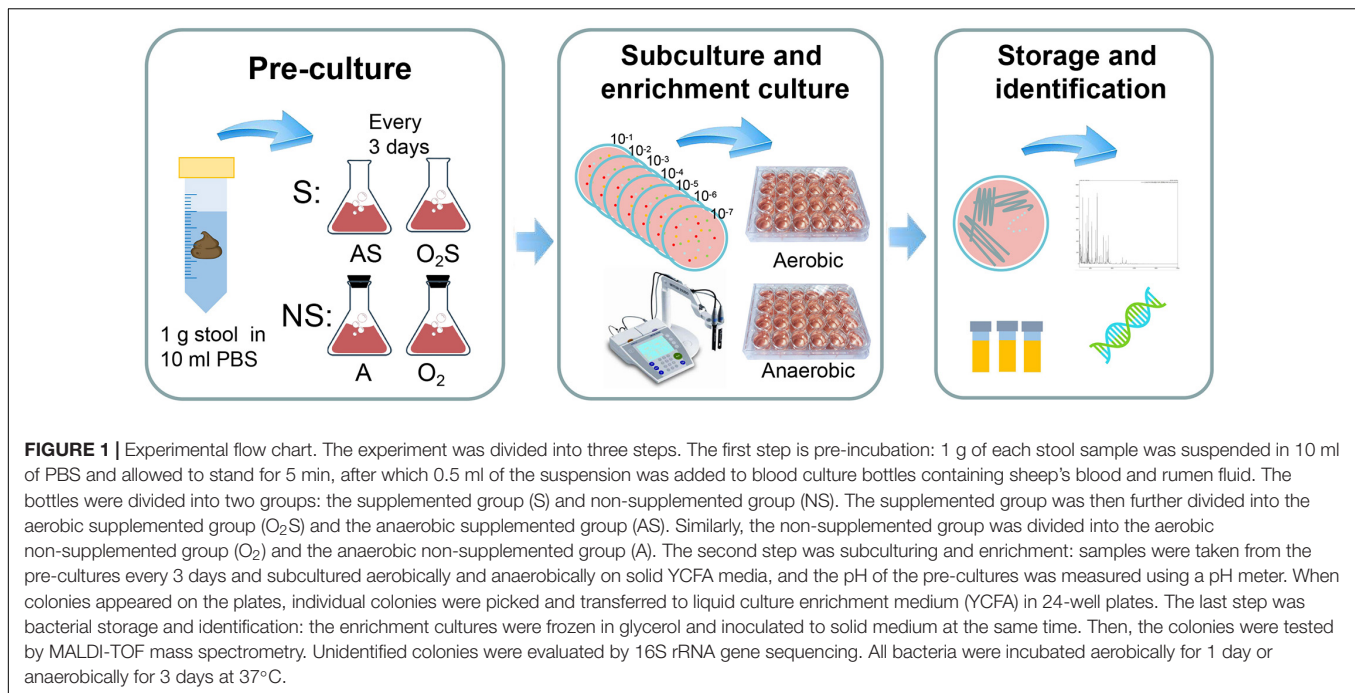 Pre-culture
Every
3 days
S:
AS
O₂S
NS:
A
O₂
1 g stool in
10 ml PBS
Subculture and
enrichment culture
10-1
10-2
10-3
10-4
10-5
10-6
10-7
Aerobic
Anaerobic
Storage and
identification
FIGURE 1 | Experimental flow chart. The experiment was divided into three steps. The first step is pre-incubation: 1 g of each stool sample was suspended in 10 ml
of PBS and allowed to stand for 5 min, after which 0.5 ml of the suspension was added to blood culture bottles containing sheep's blood and rumen fluid. The
bottles were divided into two groups: the supplemented group (S) and non-supplemented group (NS). The supplemented group was then further divided into the
aerobic supplemented group (O₂S) and the anaerobic supplemented group (AS). Similarly, the non-supplemented group was divided into the aerobic
non-supplemented group (O₂) and the anaerobic non-supplemented group (A). The second step was subculturing and enrichment: samples were taken from the
pre-cultures every 3 days and subcultured aerobically and anaerobically on solid YCFA media, and the pH of the pre-cultures was measured using a pH meter. When
colonies appeared on the plates, individual colonies were picked and transferred to liquid culture enrichment medium (YCFA) in 24-well plates. The last step was
bacterial storage and identification: the enrichment cultures were frozen in glycerol and inoculated to solid medium at the same time. Then, the colonies were tested
by MALDI-TOF mass spectrometry. Unidentified colonies were evaluated by 16S rRNA gene sequencing. All bacteria were incubated aerobically for 1 day or
anaerobically for 3 days at 37°C.